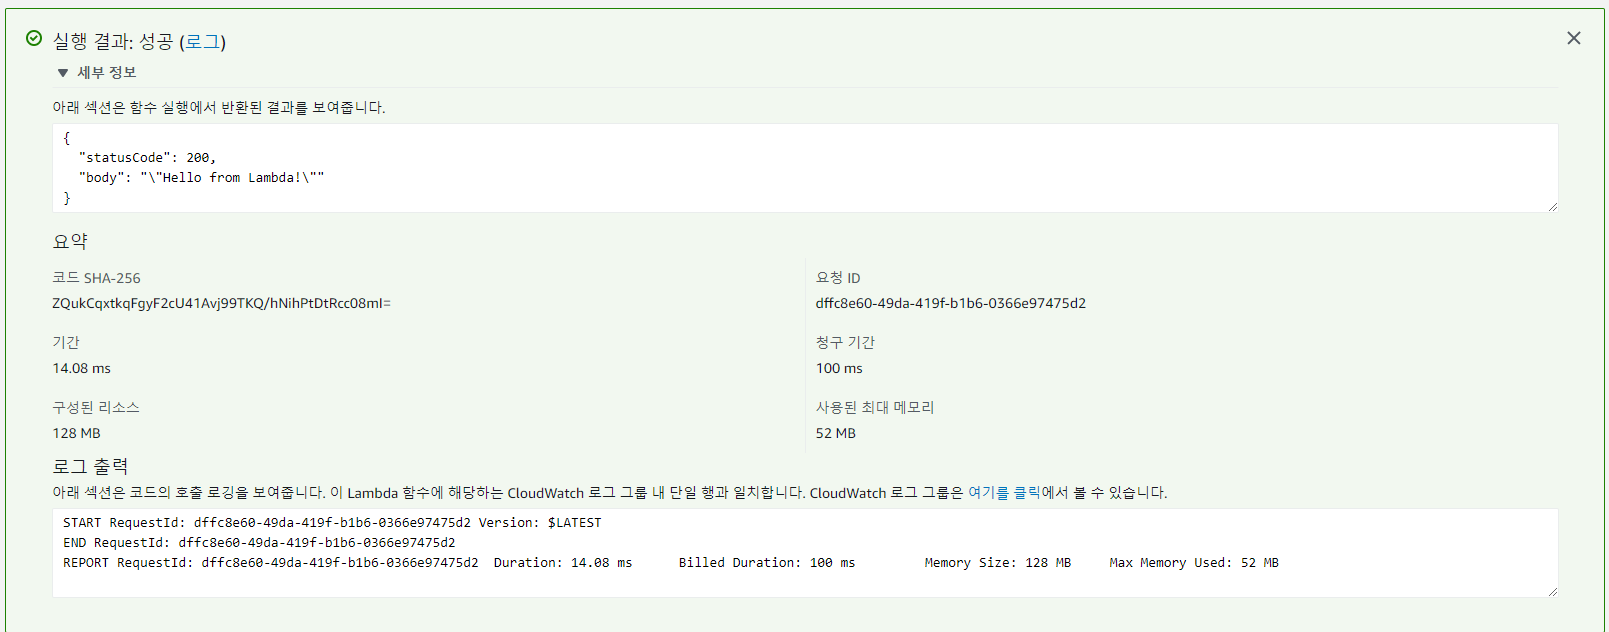 실행 결과: 성공 (로그)
▼ 세부 정보
아래 섹션은 함수 실행에서 반환된 결과를 보여줍니다.
{
  "statusCode": 200,
  "body": "\"Hello from Lambda!\""
}
요약
코드 SHA-256
ZQukCqxtkqFgyF2cU41Avj99TKQ/hNihPtDtRcc08mI=
요청 ID
dffc8e60-49da-419f-b1b6-0366e97475d2
기간
14.08 ms
청구 기간
100 ms
구성된 리소스
128 MB
사용된 최대 메모리
52 MB
로그 출력
아래 섹션은 코드의 호출 로깅을 보여줍니다. 이 Lambda 함수에 해당하는 CloudWatch 로그 그룹 내 단일 행과 일치합니다. CloudWatch 로그 그룹은 여기를 클릭에서 볼 수 있습니다.
START RequestId: dffc8e60-49da-419f-b1b6-0366e97475d2 Version: $LATEST
END RequestId: dffc8e60-49da-419f-b1b6-0366e97475d2
REPORT RequestId: dffc8e60-49da-419f-b1b6-0366e97475d2  Duration: 14.08 ms      Billed Duration: 100 ms         Memory Size: 128 MB     Max Memory Used: 52 MB